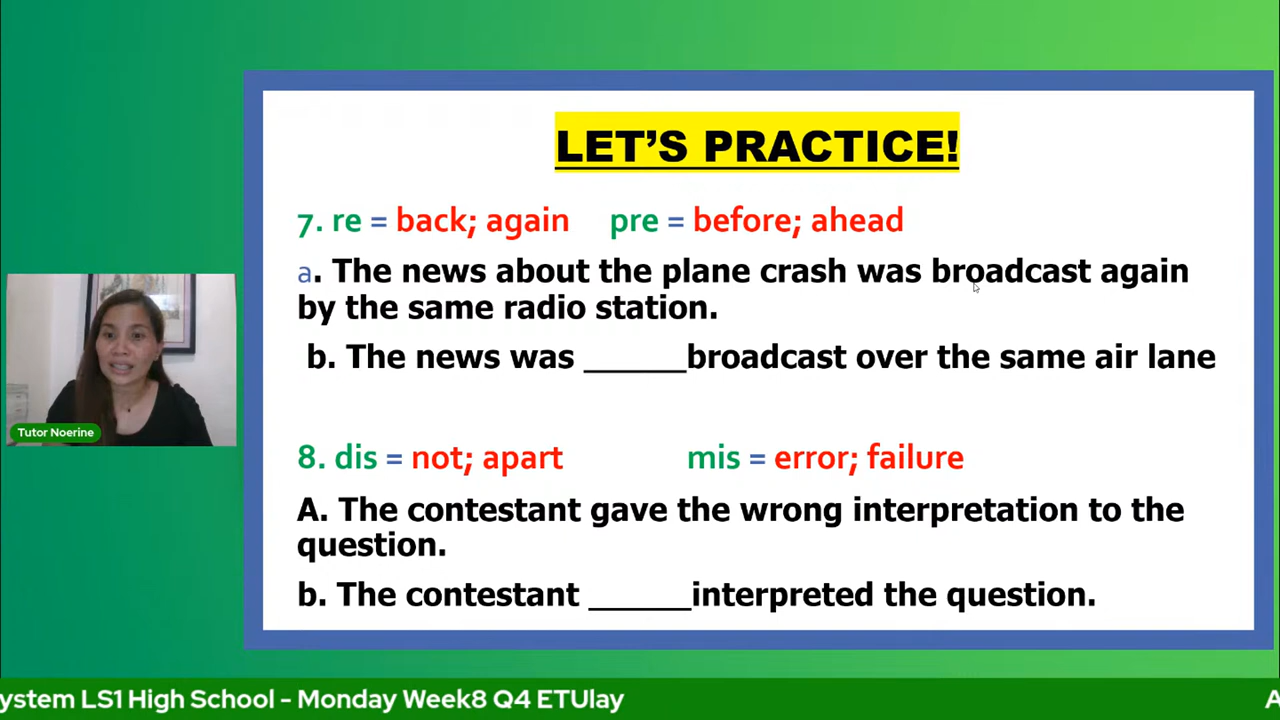 LET'S PRACTICE!
7. re = back; again pre = before; ahead
a. The news about the plane crash was broadcast again
by the same radio station.
b. The news was ______broadcast over the same air lane
8. dis = not; apart mis = error; failure
A. The contestant gave the wrong interpretation to the
question.
b. The contestant ______interpreted the question.
Tutor Noerine
ystem LS1 High School - Monday Week8 Q4 ETUlay
A